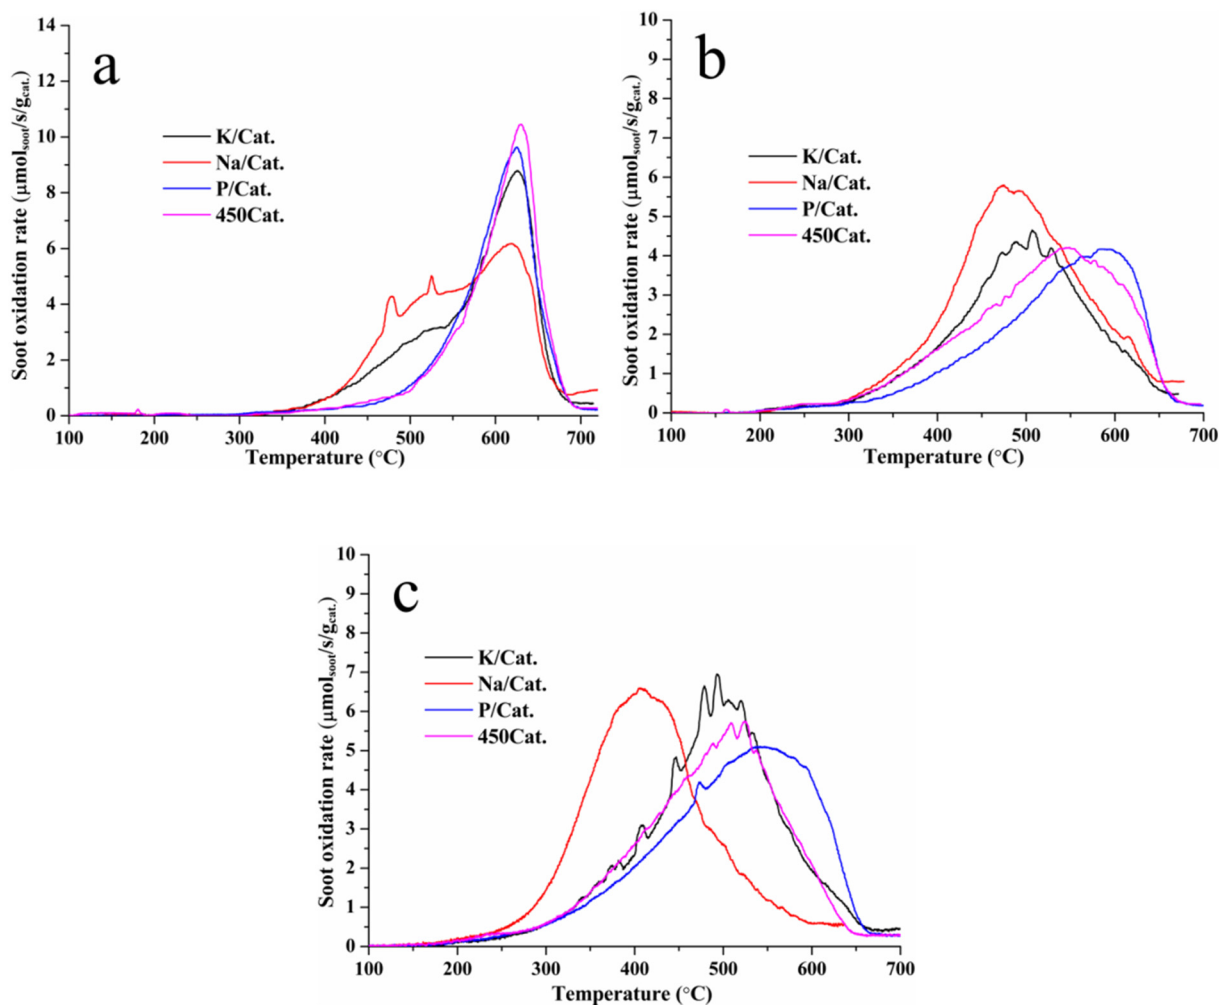 a
Soot oxidation rate (μmolsoot/s/gcat.)
14
12
10
8
6
4
2
0
K/Cat.
Na/Cat.
P/Cat.
450Cat.
100 200 300 400 500 600 700
Temperature (°C)
b
Soot oxidation rate (μmolsoot/s/gcat.)
10
9
8
7
6
5
4
3
2
1
0
K/Cat.
Na/Cat.
P/Cat.
450Cat.
100 200 300 400 500 600 700
Temperature (°C)
c
Soot oxidation rate (μmolsoot/s/gcat.)
10
9
8
7
6
5
4
3
2
1
0
K/Cat.
Na/Cat.
P/Cat.
450Cat.
100 200 300 400 500 600 700
Temperature (°C)